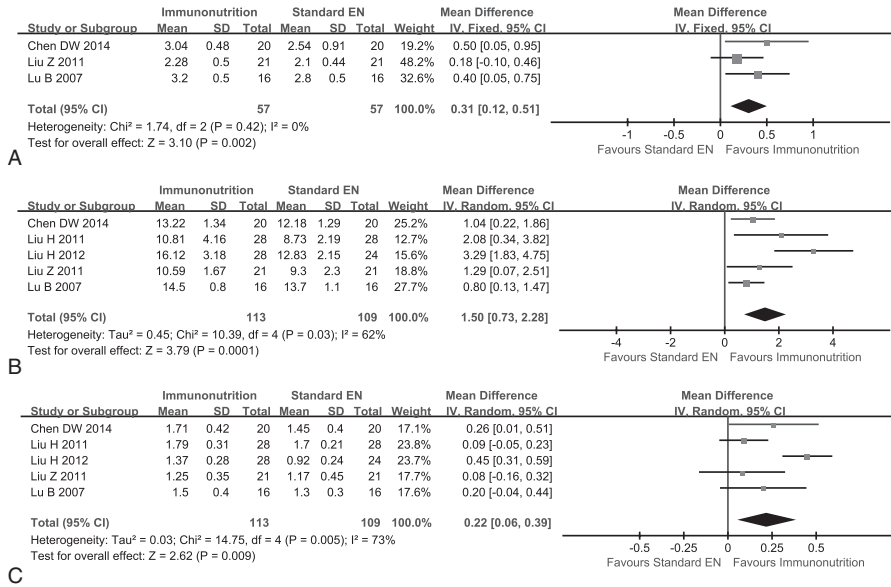 Immunonutrition Standard EN Mean Difference Mean Difference
Study or Subgroup Mean SD Total Mean SD Total Weight IV. Fixed. 95% CI IV. Fixed. 95% CI
Chen DW 2014 3.04 0.48 20 2.54 0.91 20 19.2% 0.50 [0.05, 0.95]
Liu Z 2011 2.28 0.5 21 2.1 0.44 21 48.2% 0.18 [-0.10, 0.46]
Lu B 2007 3.2 0.5 16 2.8 0.5 16 32.6% 0.40 [0.05, 0.75]
Total (95% CI) 57 57 100.0% 0.31 [0.12, 0.51]
Heterogeneity: Chi² = 1.74, df = 2 (P = 0.42); I² = 0%
Test for overall effect: Z = 3.10 (P = 0.002)
-1 -0.5 0 0.5 1
Favours Standard EN Favours Immunonutrition
A
Immunonutrition Standard EN Mean Difference Mean Difference
Study or Subgroup Mean SD Total Mean SD Total Weight IV. Random. 95% CI IV. Random. 95% CI
Chen DW 2014 13.22 1.34 20 12.18 1.29 20 25.2% 1.04 [0.22, 1.86]
Liu H 2011 10.81 4.16 28 8.73 2.19 28 12.7% 2.08 [0.34, 3.82]
Liu H 2012 16.12 3.18 28 12.83 2.15 24 15.6% 3.29 [1.83, 4.75]
Liu Z 2011 10.59 1.67 21 9.3 2.3 21 18.8% 1.29 [0.07, 2.51]
Lu B 2007 14.5 0.8 16 13.7 1.1 16 27.7% 0.80 [0.13, 1.47]
Total (95% CI) 113 109 100.0% 1.50 [0.73, 2.28]
Heterogeneity: Tau² = 0.45; Chi² = 10.39, df = 4 (P = 0.03); I² = 62%
Test for overall effect: Z = 3.79 (P = 0.0001)
-4 -2 0 2 4
Favours Standard EN Favours Immunonutrition
B
Immunonutrition Standard EN Mean Difference Mean Difference
Study or Subgroup Mean SD Total Mean SD Total Weight IV. Random. 95% CI IV. Random. 95% CI
Chen DW 2014 1.71 0.42 20 1.45 0.4 20 17.1% 0.26 [0.01, 0.51]
Liu H 2011 1.79 0.31 28 1.7 0.21 28 23.8% 0.09 [-0.05, 0.23]
Liu H 2012 1.37 0.28 28 0.92 0.24 24 23.7% 0.45 [0.31, 0.59]
Liu Z 2011 1.25 0.35 21 1.17 0.45 21 17.7% 0.08 [-0.16, 0.32]
Lu B 2007 1.5 0.4 16 1.3 0.3 16 17.6% 0.20 [-0.04, 0.44]
Total (95% CI) 113 109 100.0% 0.22 [0.06, 0.39]
Heterogeneity: Tau² = 0.03; Chi² = 14.75, df = 4 (P = 0.005); I² = 73%
Test for overall effect: Z = 2.62 (P = 0.009)
-0.5 -0.25 0 0.25 0.5
Favours Standard EN Favours Immunonutrition
C